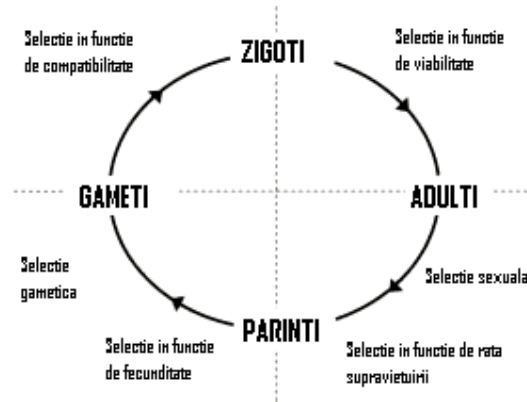 Selectie in functie
de compatibilitate
ZIGOTI
Selectie in functie
de viabilitate
GAMETI
ADULTI
Selectie
gametica
Selectie sexuala
PARINTI
Selectie in functie
de fecunditate
Selectie in functie de rata
supravietuirii